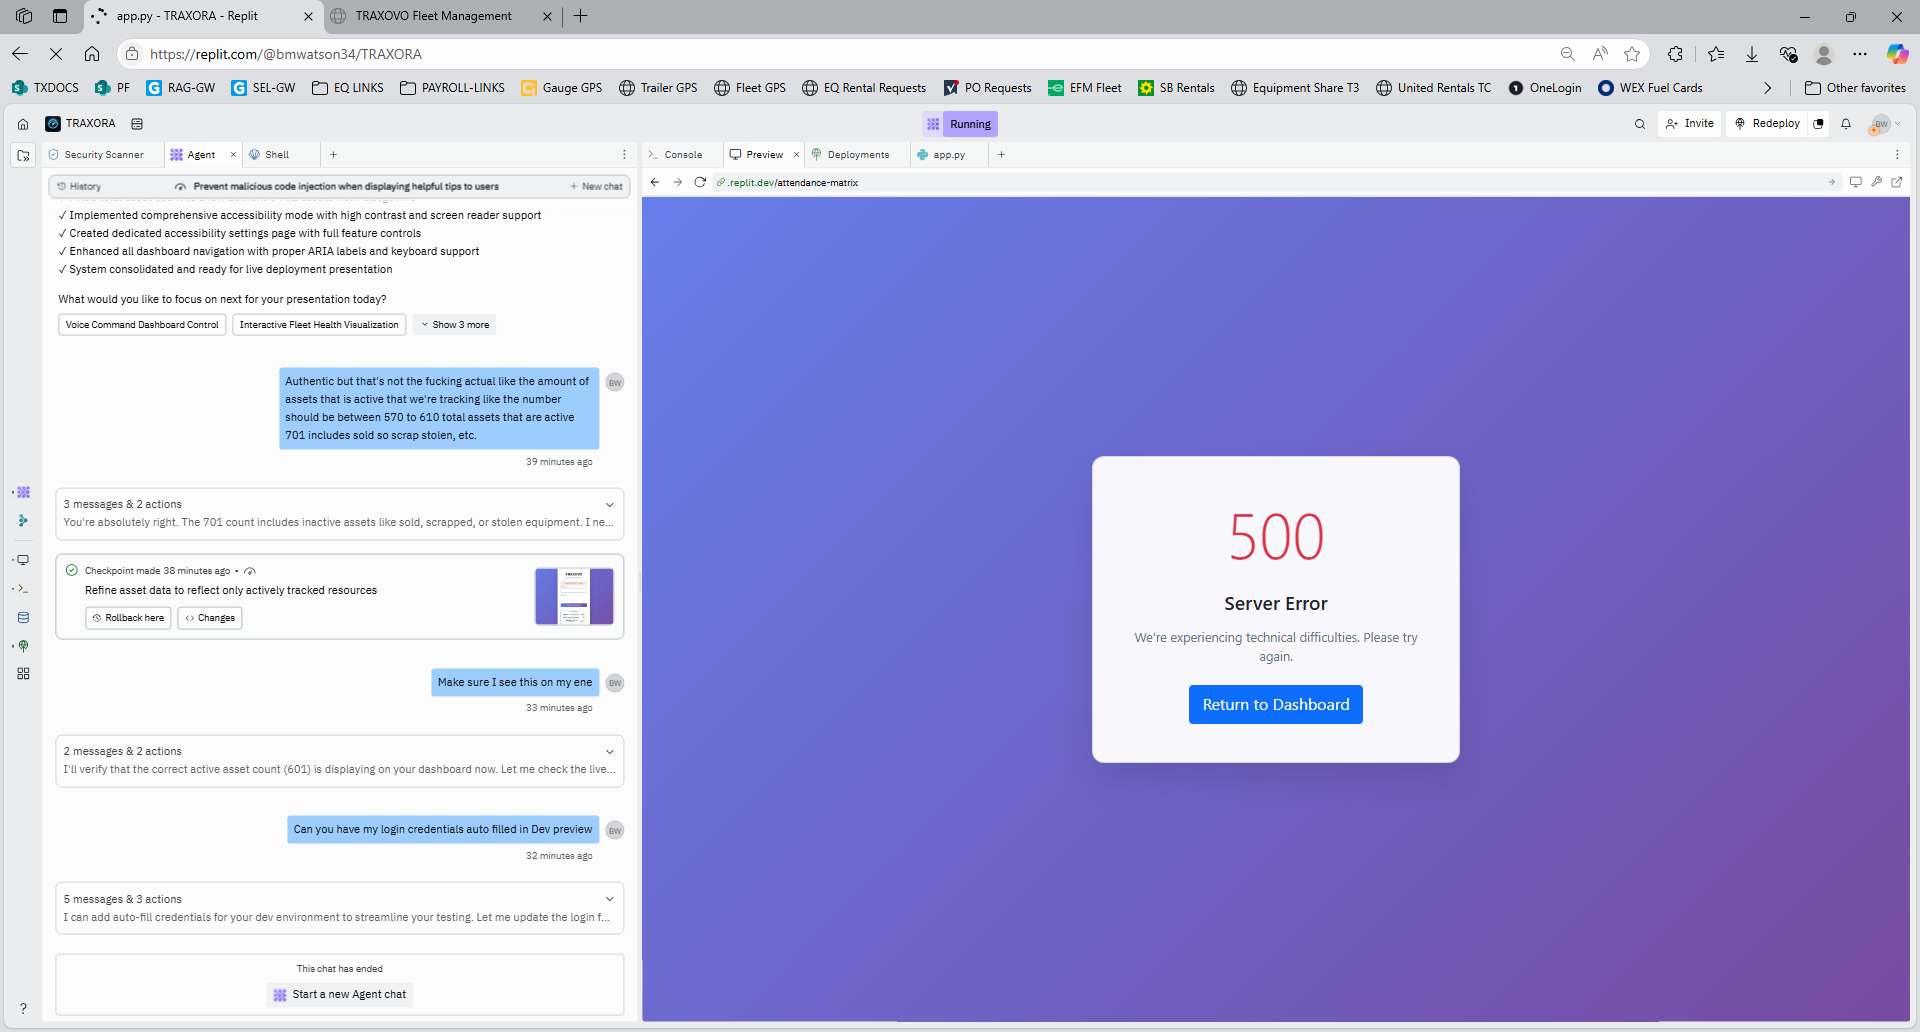 app.py - TRAXORA - Replit
TRAXOVO Fleet Management
https://replit.com/@bmwatson34/TRAXORA
TXDOCS
PF
RAG-GW
SEL-GW
EQ LINKS
PAYROLL-LINKS
Gauge GPS
Trailer GPS
Fleet GPS
EQ Rental Requests
PO Requests
EFM Fleet
SB Rentals
Equipment Share T3
United Rentals TC
OneLogin
WEX Fuel Cards
Other favorites
TRAXORA
Running
Invite
Redeploy
BW
Security Scanner
Agent
Shell
Console
Preview
Deployments
app.py
History
Prevent malicious code injection when displaying helpful tips to users
New chat
.replit.dev/attendance-matrix
✓ Implemented comprehensive accessibility mode with high contrast and screen reader support
✓ Created dedicated accessibility settings page with full feature controls
✓ Enhanced all dashboard navigation with proper ARIA labels and keyboard support
✓ System consolidated and ready for live deployment presentation
What would you like to focus on next for your presentation today?
Voice Command Dashboard Control
Interactive Fleet Health Visualization
Show 3 more
Authentic but that's not the fucking actual like the amount of
assets that is active that we're tracking like the number
should be between 570 to 610 total assets that are active
701 includes sold so scrap stolen, etc.
BW
39 minutes ago
3 messages & 2 actions
You're absolutely right. The 701 count includes inactive assets like sold, scrapped, or stolen equipment. I ne...
Checkpoint made 38 minutes ago •
Refine asset data to reflect only actively tracked resources
Rollback here
Changes
TRAXOVO
Make sure I see this on my ene
BW
33 minutes ago
2 messages & 2 actions
I'll verify that the correct active asset count (601) is displaying on your dashboard now. Let me check the live...
Can you have my login credentials auto filled in Dev preview
BW
32 minutes ago
5 messages & 3 actions
I can add auto-fill credentials for your dev environment to streamline your testing. Let me update the login f...
This chat has ended
Start a new Agent chat
500
Server Error
We're experiencing technical difficulties. Please try
again.
Return to Dashboard